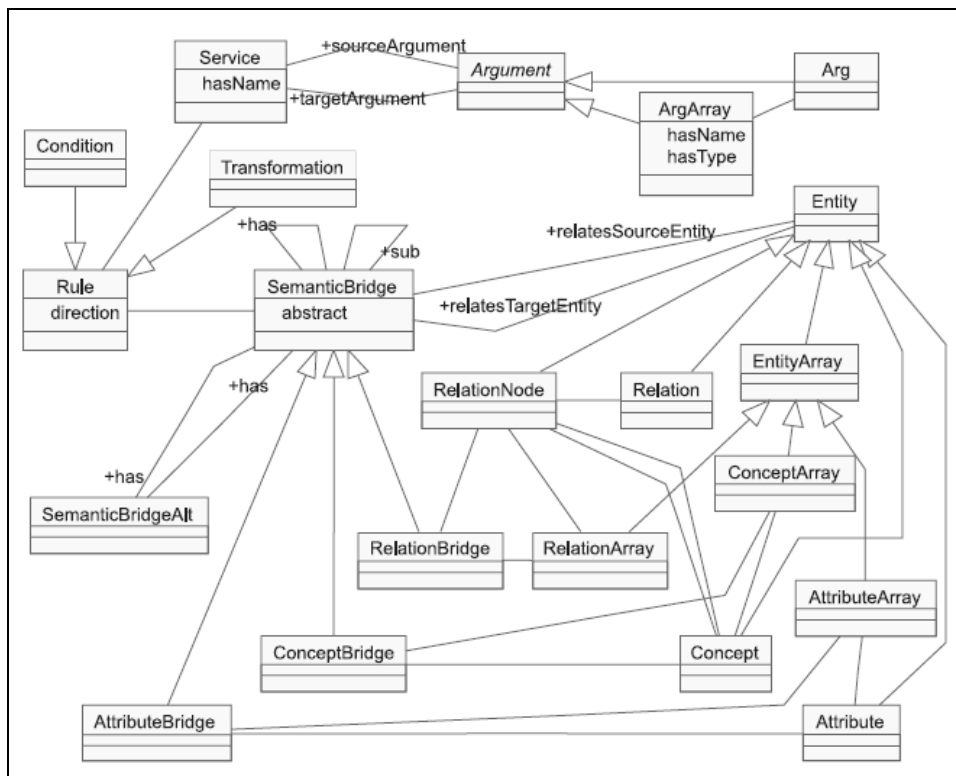 +sourceArgument
Service
hasName
Argument
Arg
+targetArgument
ArgArray
hasName
hasType
Condition
Transformation
Entity
+has
+relatesSourceEntity
+sub
Rule
direction
SemanticBridge
abstract
+relatesTargetEntity
EntityArray
+has
RelationNode
Relation
ConceptArray
+has
SemanticBridgeAlt
RelationBridge
RelationArray
AttributeArray
ConceptBridge
Concept
AttributeBridge
Attribute